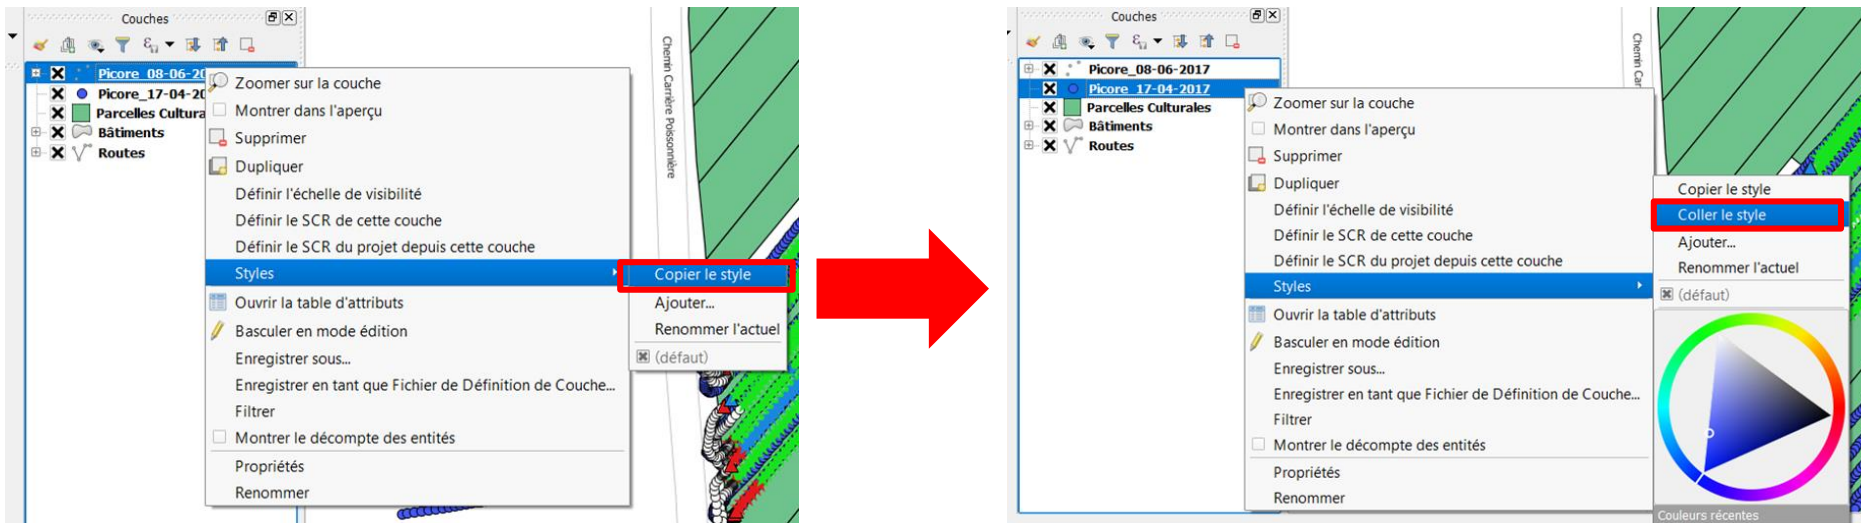 Couches
Picore_08-06-20
Picore_17-04-20
Parcelles Cultura
Bâtiments
Routes
Zoomer sur la couche
Montrer dans l'aperçu
Supprimer
Dupliquer
Définir l'échelle de visibilité
Définir le SCR de cette couche
Définir le SCR du projet depuis cette couche
Styles
Ouvrir la table d'attributs
Basculer en mode édition
Enregistrer sous...
Enregistrer en tant que Fichier de Définition de Couche...
Filtrer
Montrer le décompte des entités
Propriétés
Renommer
Copier le style
Ajouter...
Renommer l'actuel
(défaut)
Chemin Carrière Poissonnière
Couches
Picore_08-06-2017
Picore_17-04-2017
Parcelles Culturales
Bâtiments
Routes
Zoomer sur la couche
Montrer dans l'aperçu
Supprimer
Dupliquer
Définir l'échelle de visibilité
Définir le SCR de cette couche
Définir le SCR du projet depuis cette couche
Styles
Ouvrir la table d'attributs
Basculer en mode édition
Enregistrer sous...
Enregistrer en tant que Fichier de Définition de Couche...
Filtrer
Montrer le décompte des entités
Propriétés
Renommer
Copier le style
Coller le style
Ajouter...
Renommer l'actuel
(défaut)
Couleurs récentes
Chemin Car